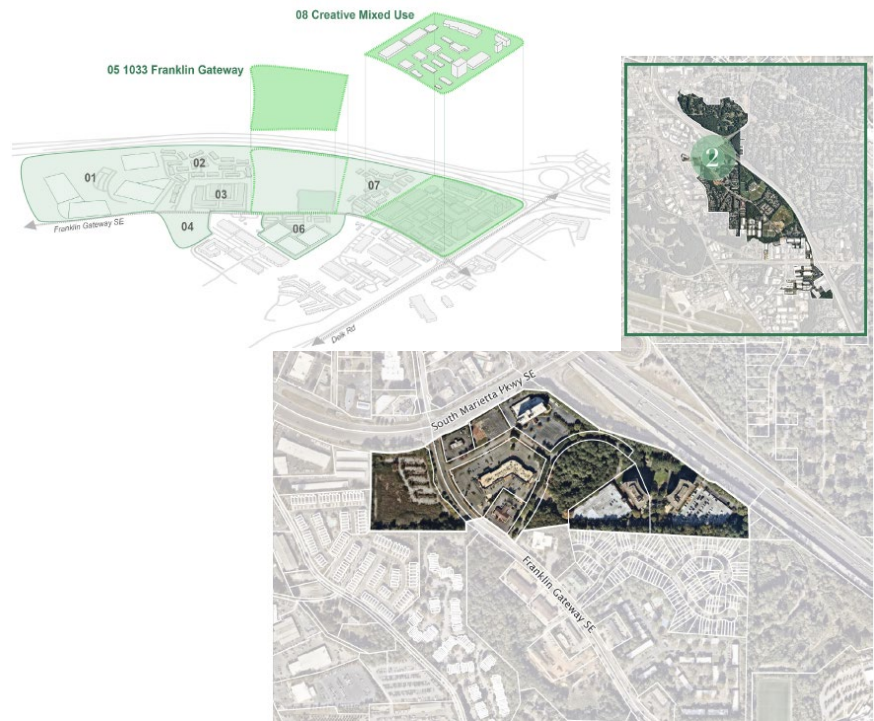 08 Creative Mixed Use
05 1033 Franklin Gateway
01
02
03
07
04
06
Franklin Gateway SE
Delk Rd
2
South Marietta Pkwy SE
Franklin Gateway SE